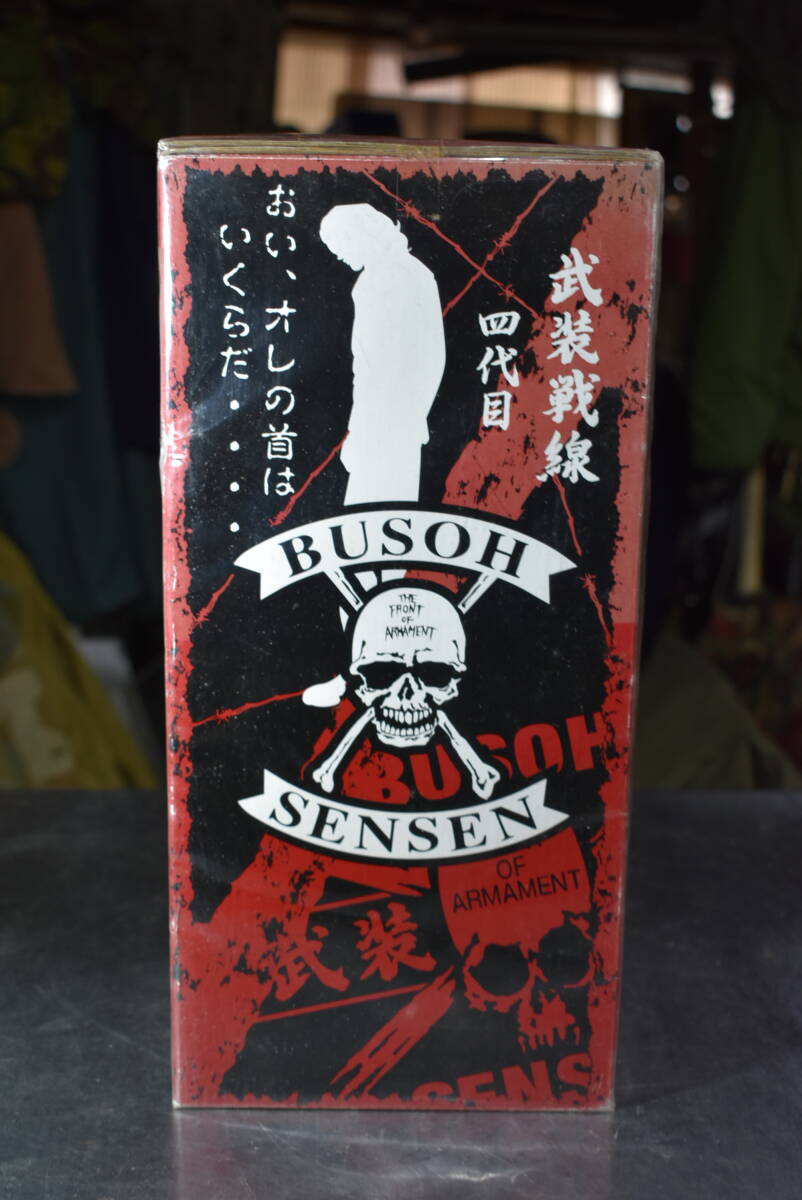 武装戦線
四代目
おい、オレの首は
いくらだ・・・・
BUSOH
THE
FRONT
OF
ARMAMENT
SENSEN
BUSOH
OF
ARMAMENT
武装
SENS